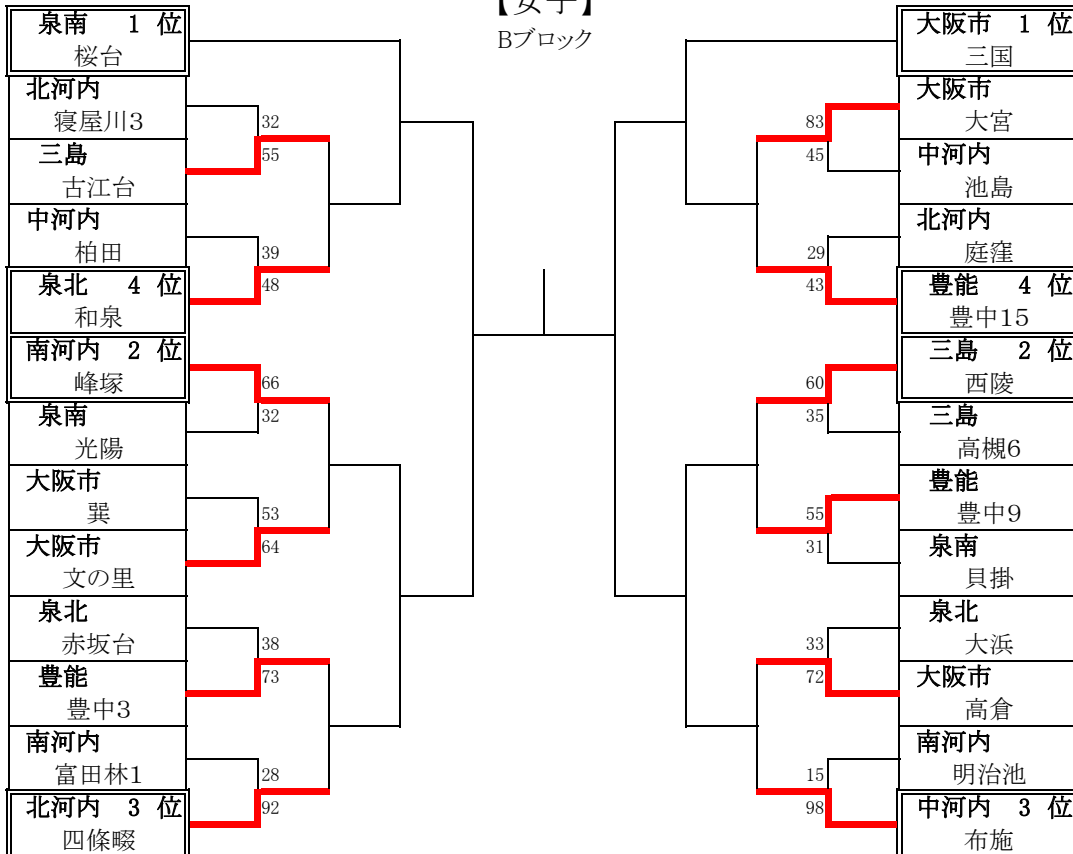 【女子】
Bブロック
泉南 1 位
桜台
北河内
寝屋川3
32
三島
古江台
55
中河内
柏田
39
泉北 4 位
和泉
48
南河内 2 位
峰塚
66
泉南
光陽
32
大阪市
巽
53
大阪市
文の里
64
泉北
赤坂台
38
豊能
豊中3
73
南河内
富田林1
28
北河内 3 位
四條畷
92
大阪市 1 位
三国
大阪市
大宮
83
中河内
池島
45
北河内
庭窪
29
豊能 4 位
豊中15
43
三島 2 位
西陵
60
三島
高槻6
35
豊能
豊中9
55
泉南
貝掛
31
泉北
大浜
33
大阪市
高倉
72
南河内
明治池
15
中河内 3 位
布施
98